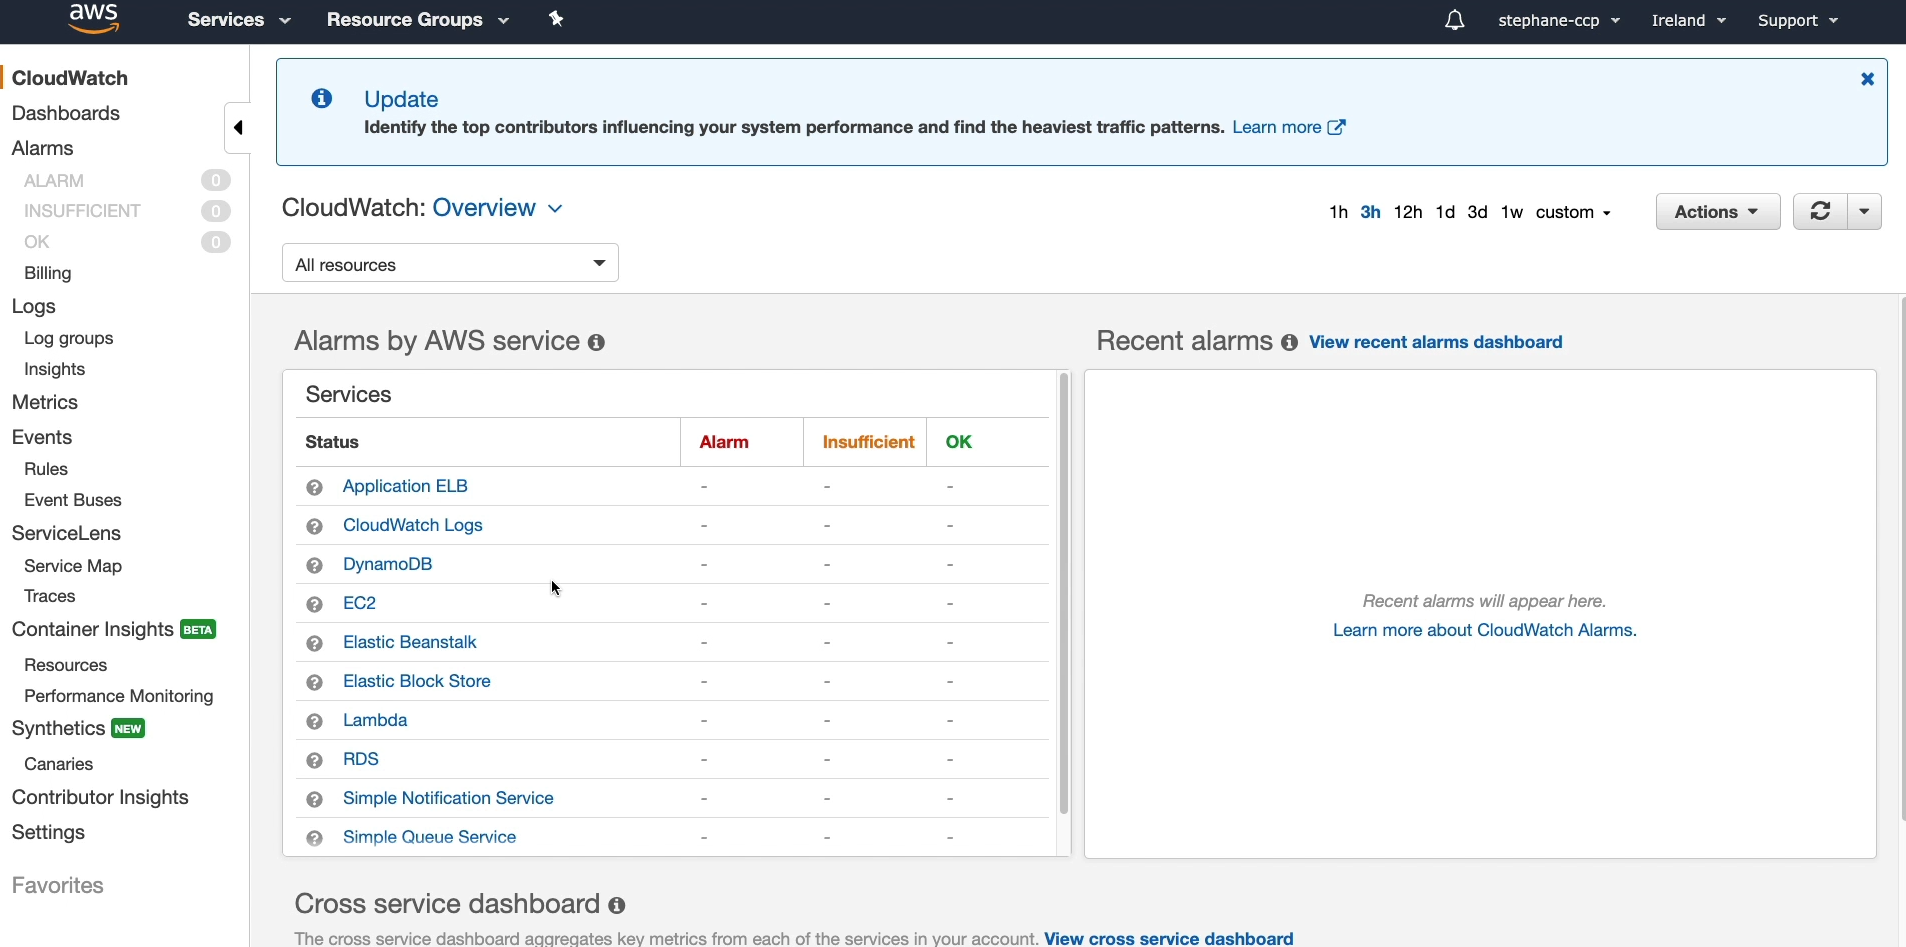 aws Services Resource Groups stephane-ccp Ireland Support
CloudWatch
Dashboards
Alarms
ALARM 0
INSUFFICIENT 0
OK 0
Billing
Logs
Log groups
Insights
Metrics
Events
Rules
Event Buses
ServiceLens
Service Map
Traces
Container Insights BETA
Resources
Performance Monitoring
Synthetics NEW
Canaries
Contributor Insights
Settings
Favorites
Update
Identify the top contributors influencing your system performance and find the heaviest traffic patterns. Learn more
CloudWatch: Overview
1h 3h 12h 1d 3d 1w custom Actions
All resources
Alarms by AWS service
Services
Status Alarm Insufficient OK
Application ELB - - -
CloudWatch Logs - - -
DynamoDB - - -
EC2 - - -
Elastic Beanstalk - - -
Elastic Block Store - - -
Lambda - - -
RDS - - -
Simple Notification Service - - -
Simple Queue Service - - -
Recent alarms View recent alarms dashboard
Recent alarms will appear here.
Learn more about CloudWatch Alarms.
Cross service dashboard
The cross service dashboard aggregates key metrics from each of the services in your account. View cross service dashboard